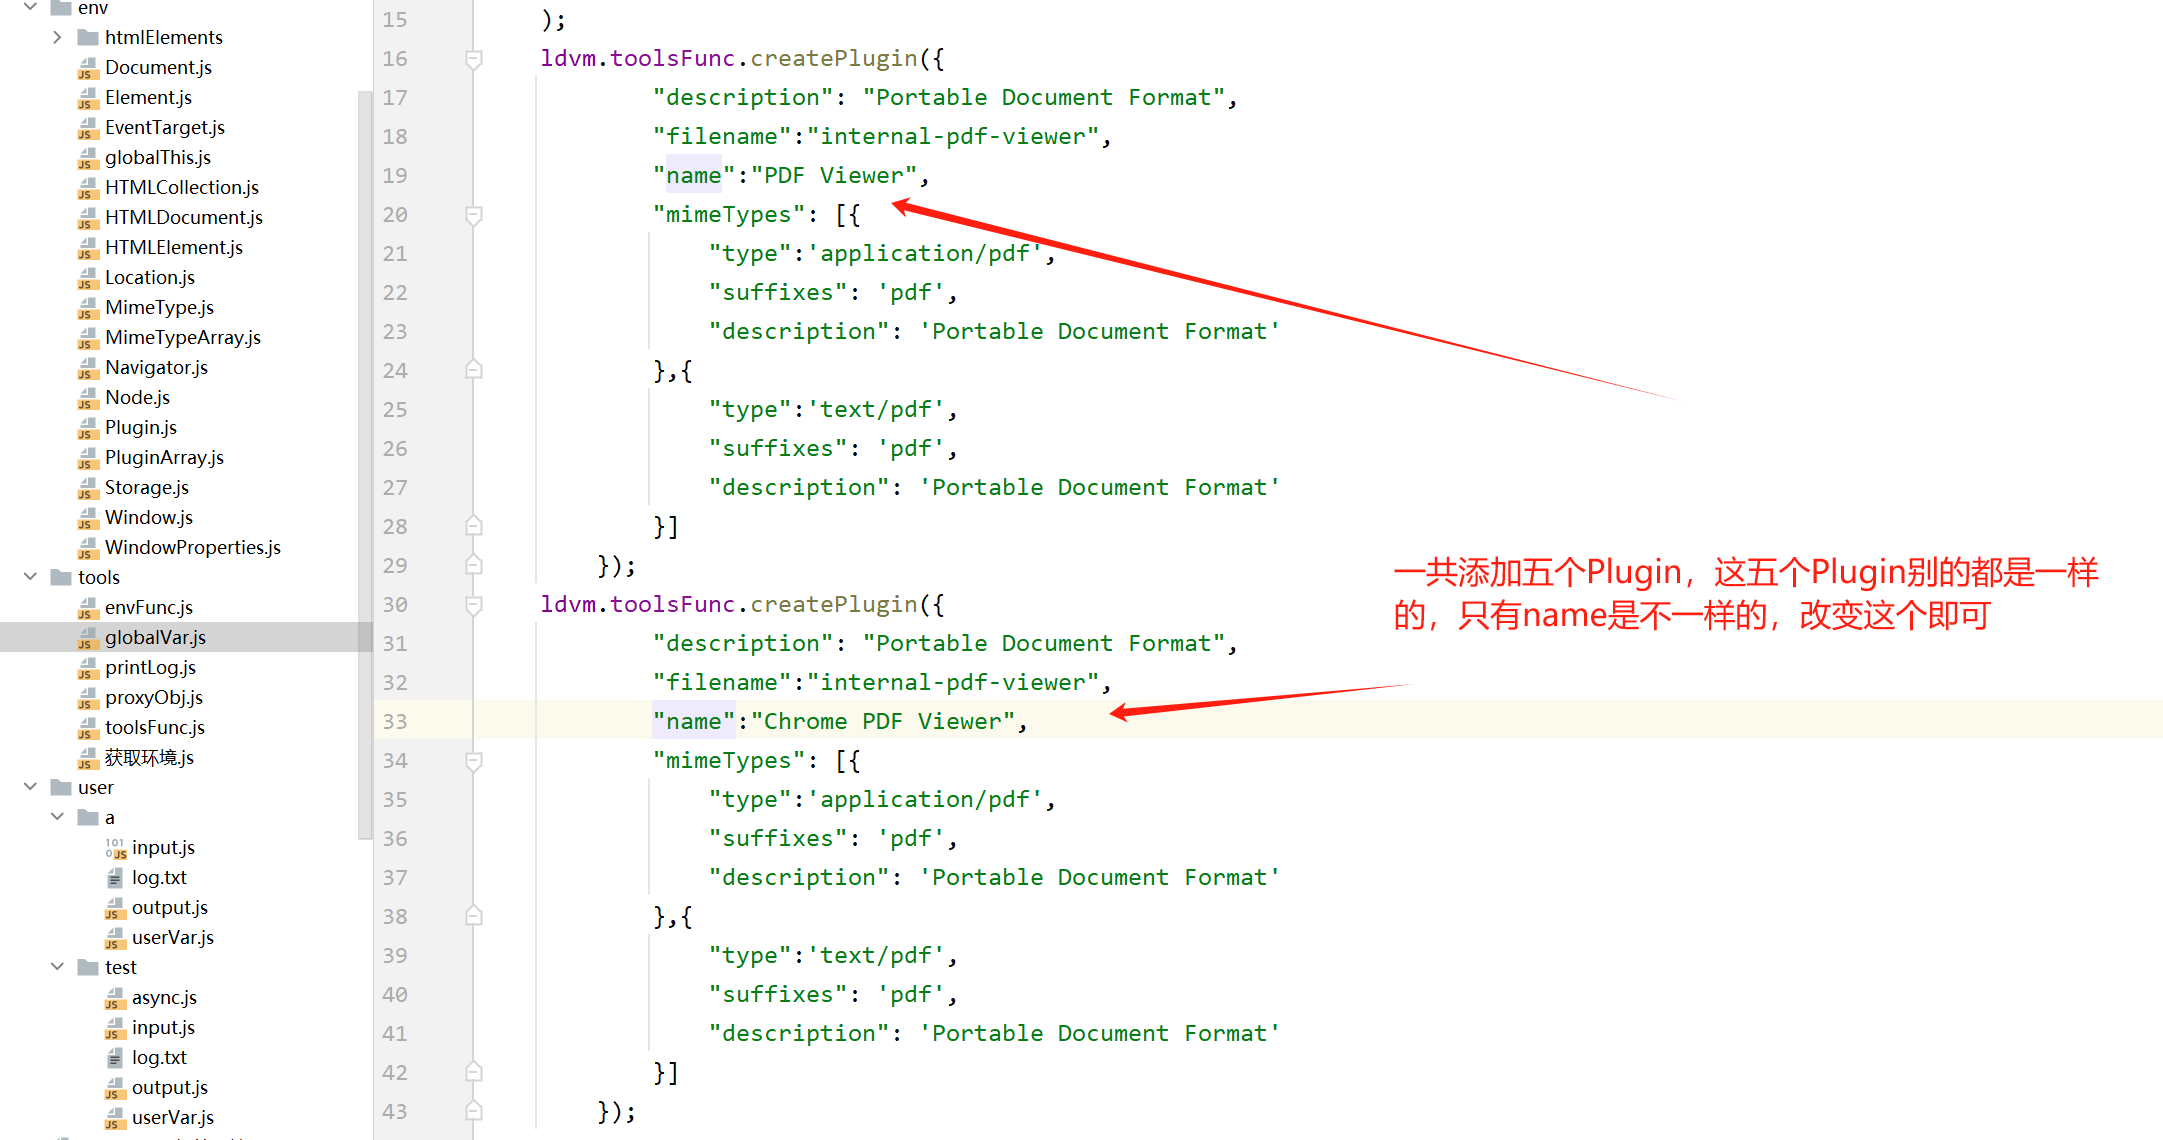 env
htmlElements
Document.js
Element.js
EventTarget.js
globalThis.js
HTMLCollection.js
HTMLDocument.js
HTMLElement.js
Location.js
MimeType.js
MimeTypeArray.js
Navigator.js
Node.js
Plugin.js
PluginArray.js
Storage.js
Window.js
WindowProperties.js
tools
envFunc.js
globalVar.js
printLog.js
proxyObj.js
toolsFunc.js
获取环境.js
user
a
input.js
log.txt
output.js
userVar.js
test
async.js
input.js
log.txt
output.js
userVar.js
15 );
16 ldvm.toolsFunc.createPlugin({
17 "description": "Portable Document Format",
18 "filename":"internal-pdf-viewer",
19 "name":"PDF Viewer",
20 "mimeTypes": [{
21 "type":'application/pdf',
22 "suffixes": 'pdf',
23 "description": 'Portable Document Format'
24 },{
25 "type":'text/pdf',
26 "suffixes": 'pdf',
27 "description": 'Portable Document Format'
28 }]
29 });
30 ldvm.toolsFunc.createPlugin({
31 "description": "Portable Document Format",
32 "filename":"internal-pdf-viewer",
33 "name":"Chrome PDF Viewer",
34 "mimeTypes": [{
35 "type":'application/pdf',
36 "suffixes": 'pdf',
37 "description": 'Portable Document Format'
38 },{
39 "type":'text/pdf',
40 "suffixes": 'pdf',
41 "description": 'Portable Document Format'
42 }]
43 });
一共添加五个Plugin，这五个Plugin别的都是一样
的，只有name是不一样的，改变这个即可